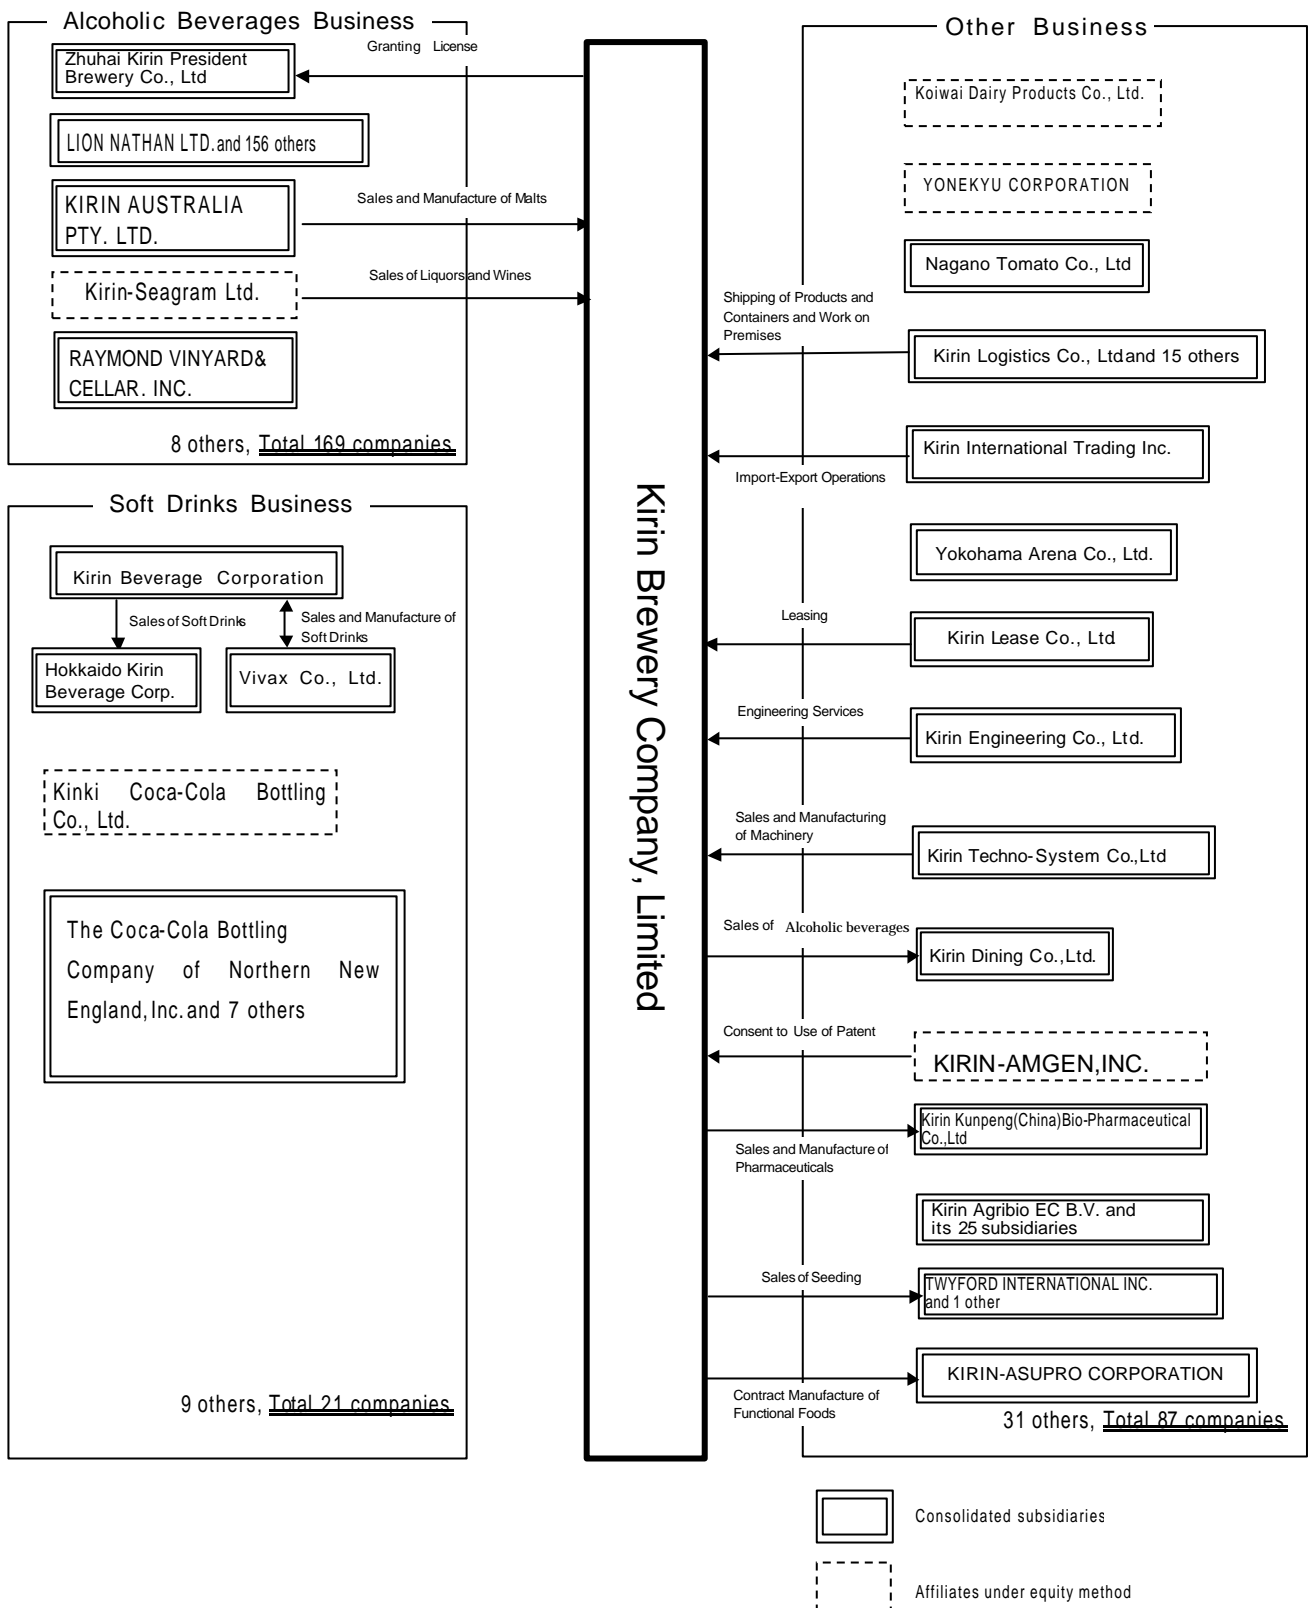 Alcoholic Beverages Business
Granting License
Zhuhai Kirin President
Brewery Co., Ltd
LION NATHAN LTD. and 156 others
KIRIN AUSTRALIA
PTY. LTD.
Sales and Manufacture of Malts
Kirin-Seagram Ltd.
Sales of Liquors and Wines
RAYMOND VINYARD&
CELLAR. INC.
8 others, Total 169 companies
Soft Drinks Business
Kirin Beverage Corporation
Sales of Soft Drinks
Sales and Manufacture of
Soft Drinks
Hokkaido Kirin
Beverage Corp.
Vivax Co., Ltd.
Kinki Coca-Cola Bottling
Co., Ltd.
The Coca-Cola Bottling
Company of Northern New
England, Inc. and 7 others
9 others, Total 21 companies
Kirin Brewery Company, Limited
Other Business
Koiwai Dairy Products Co., Ltd.
YONEKYU CORPORATION
Nagano Tomato Co., Ltd
Shipping of Products and
Containers and Work on
Premises
Kirin Logistics Co., Ltd and 15 others
Kirin International Trading Inc.
Import-Export Operations
Yokohama Arena Co., Ltd.
Leasing
Kirin Lease Co., Ltd
Engineering Services
Kirin Engineering Co., Ltd.
Sales and Manufacturing
of Machinery
Kirin Techno-System Co.,Ltd
Sales of Alcoholic beverages
Kirin Dining Co.,Ltd.
Consent to Use of Patent
KIRIN-AMGEN,INC.
Kirin Kunpeng(China)Bio-Pharmaceutical
Co.,Ltd
Sales and Manufacture of
Pharmaceuticals
Kirin Agribio EC B.V. and
its 25 subsidiaries
Sales of Seeding
TWYFORD INTERNATIONAL INC.
and 1 other
KIRIN-ASUPRO CORPORATION
Contract Manufacture of
Functional Foods
31 others, Total 87 companies
Consolidated subsidiaries
Affiliates under equity method